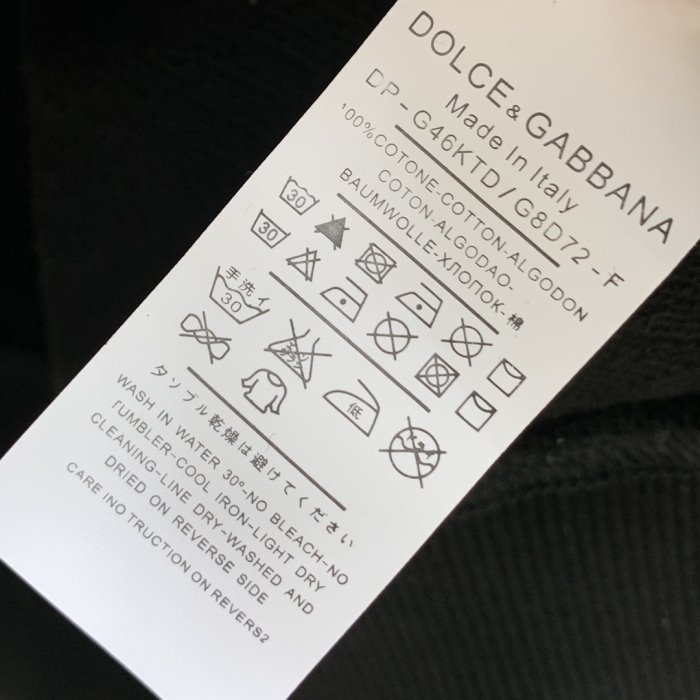 DOLCE&GABBANA
Made In Italy
DP-G46KTD/G8D72-F
100%COTONE-COTTON-ALGODON
COTON-ALGODAO-
BAUMWOLLE-ХЛОПОК-棉
30
30
手洗イ
30
低
タンブル乾燥は避けてください
WASH IN WATER 30°-NO BLEACH-NO
TUMBLER-COOL IRON-LIGHT DRY
CLEANING-LINE DRY-WASHED AND
DRIED ON REVERSE SIDE
CARE INO TRUCTION ON REVERS2